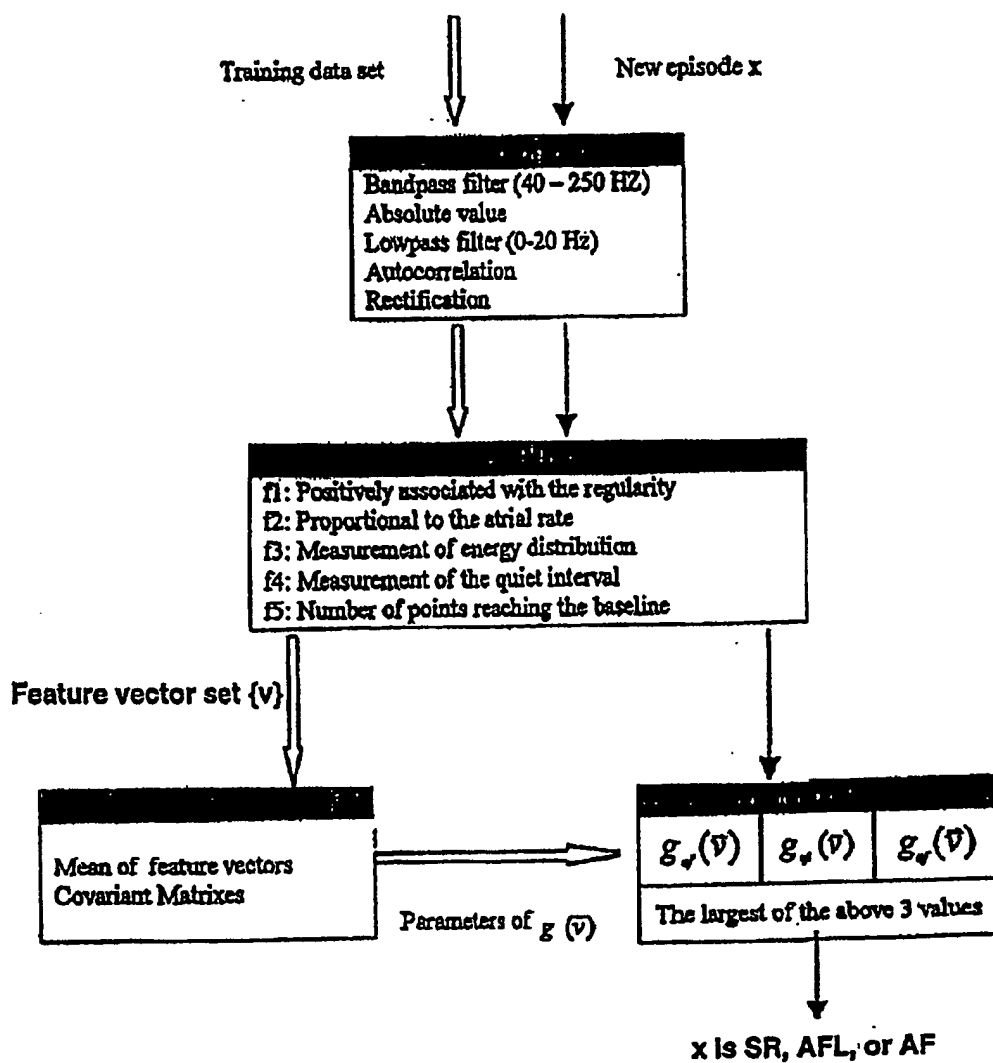 Training data set
New episode x
Bandpass filter (40 – 250 HZ)
Absolute value
Lowpass filter (0-20 Hz)
Autocorrelation
Rectification
f1: Positively associated with the regularity
f2: Proportional to the atrial rate
f3: Measurement of energy distribution
f4: Measurement of the quiet interval
f5: Number of points reaching the baseline
Feature vector set {v}
Mean of feature vectors
Covariant Matrixes
Parameters of g (v̄)
g (v̄) g (v̄) g (v̄)
The largest of the above 3 values
x is SR, AFL, or AF